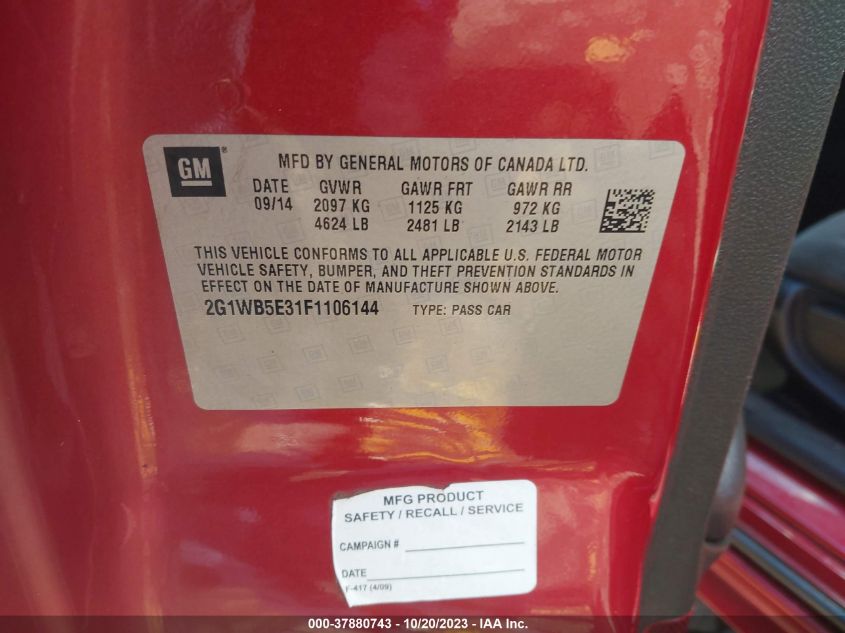 GM®
MFD BY GENERAL MOTORS OF CANADA LTD.
DATE GVWR GAWR FRT GAWR RR
09/14 2097 KG 1125 KG 972 KG
4624 LB 2481 LB 2143 LB
THIS VEHICLE CONFORMS TO ALL APPLICABLE U.S. FEDERAL MOTOR
VEHICLE SAFETY, BUMPER, AND THEFT PREVENTION STANDARDS IN
EFFECT ON THE DATE OF MANUFACTURE SHOWN ABOVE.
2G1WB5E31F1106144 TYPE: PASS CAR
MFG PRODUCT
SAFETY / RECALL / SERVICE
CAMPAIGN #
DATE
F-417 (4/09)
000-37880743 - 10/20/2023 - IAA Inc.